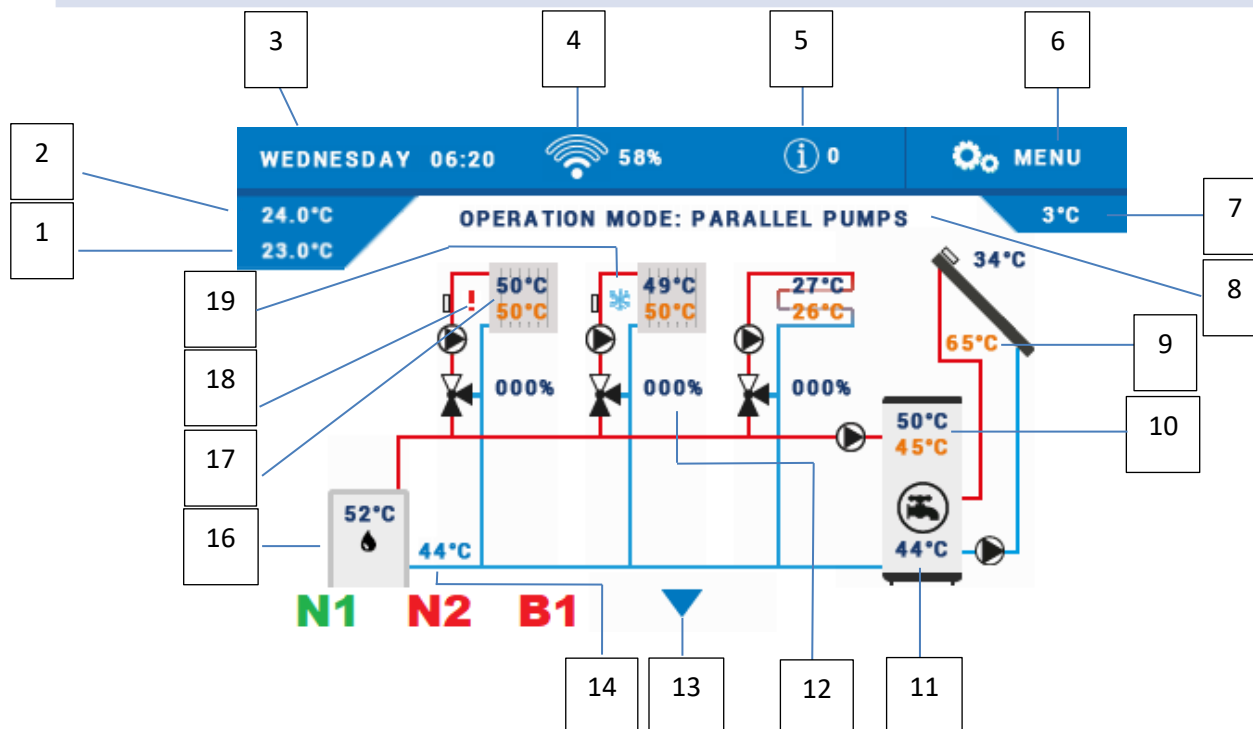 3
4
5
6
2
1
WEDNESDAY 06:20
58%
i 0
MENU
24.0°C
23.0°C
OPERATION MODE: PARALLEL PUMPS
3°C
7
8
19
18
17
16
!
50°C
50°C
49°C
50°C
27°C
26°C
34°C
65°C
9
000%
000%
000%
50°C
45°C
10
52°C
44°C
44°C
N1 N2 B1
14
13
12
11